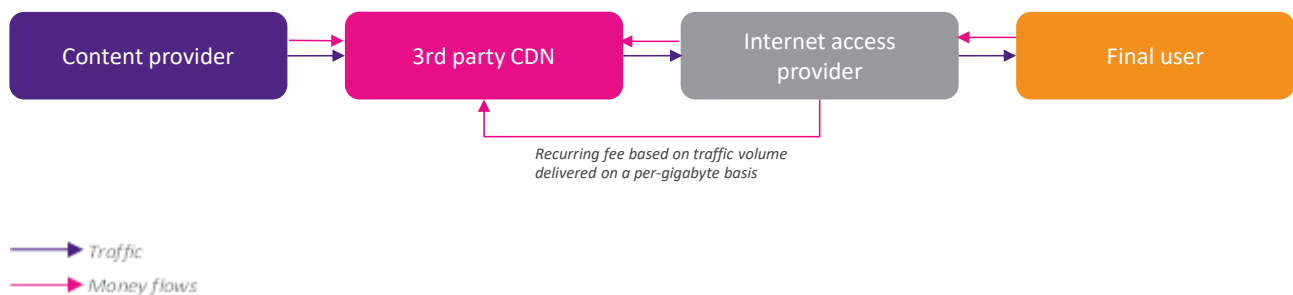 Content provider
3rd party CDN
Internet access
provider
Final user
Recurring fee based on traffic volume
delivered on a per-gigabyte basis
Traffic
Money flows